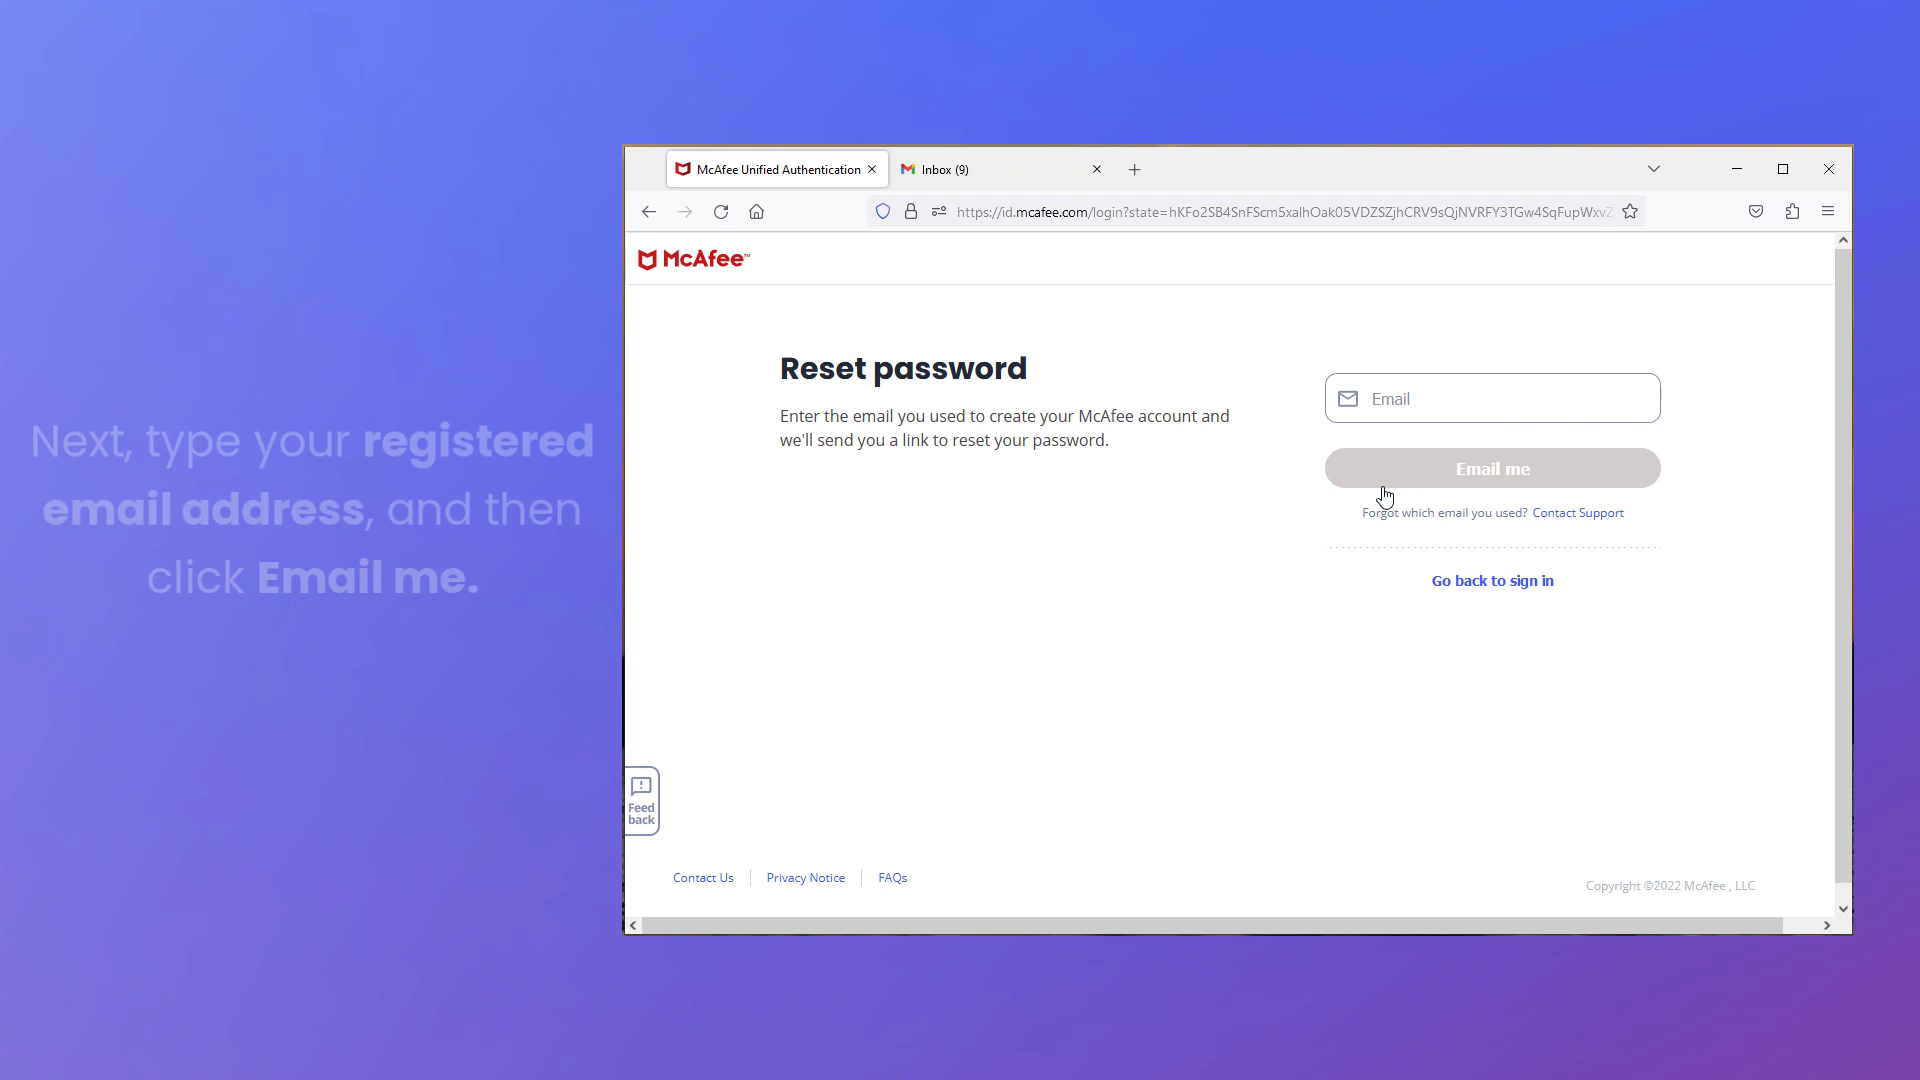 McAfee Unified Authentication
Inbox (9)
https://id.mcafee.com/login?state=hKFo2SB4SnFScm5xalhOak05VDZSZjhCRV9sQjNVRFY3TGw4SqFupWxvZ
McAfee™
Reset password
Enter the email you used to create your McAfee account and
we'll send you a link to reset your password.
Email
Email me
Forgot which email you used? Contact Support
Go back to sign in
Next, type your registered
email address, and then
click Email me.
Feed
back
Contact Us
Privacy Notice
FAQs
Copyright ©2022 McAfee , LLC